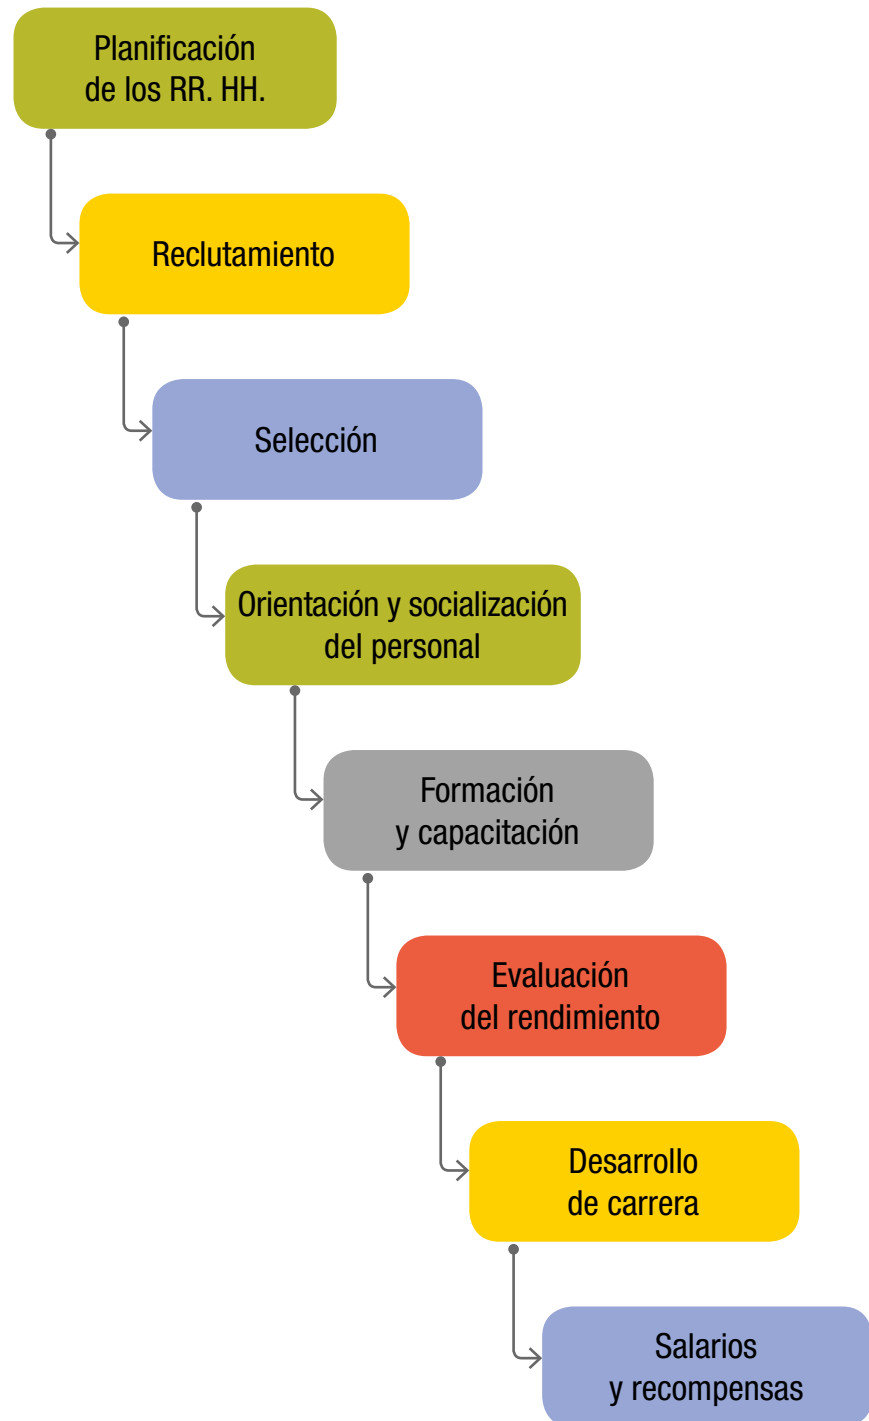 Planificación
de los RR. HH.
Reclutamiento
Selección
Orientación y socialización
del personal
Formación
y capacitación
Evaluación
del rendimiento
Desarrollo
de carrera
Salarios
y recompensas